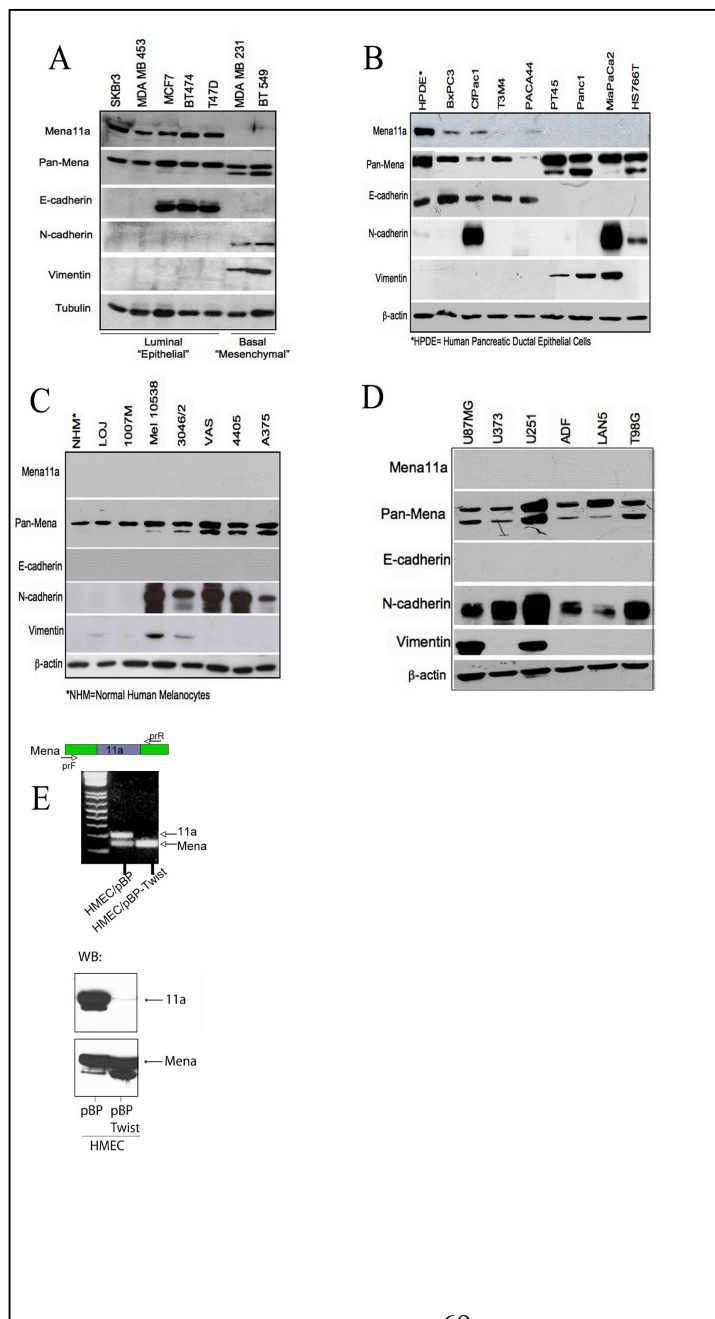 A
SKBr3
MDA MB 453
MCF7
BT474
T47D
MDA MB 231
BT 549
Mena11a
Pan-Mena
E-cadherin
N-cadherin
Vimentin
Tubulin
Luminal
"Epithelial"
Basal
"Mesenchymal"
B
HPDE*
BxPC3
CfPac1
T3M4
PACA44
PT45
Panc1
MiaPaCa2
HS766T
Mena11a
Pan-Mena
E-cadherin
N-cadherin
Vimentin
β-actin
*HPDE= Human Pancreatic Ductal Epithelial Cells
C
NHM*
LOJ
1007M
Mel 10538
3046/2
VAS
4405
A375
Mena11a
Pan-Mena
E-cadherin
N-cadherin
Vimentin
β-actin
*NHM=Normal Human Melanocytes
D
U87MG
U373
U251
ADF
LAN5
T98G
Mena11a
Pan-Mena
E-cadherin
N-cadherin
Vimentin
β-actin
Mena
11a
prR
prF
E
11a
Mena
HMEC/pBP
HMEC/pBP-Twist
WB:
11a
Mena
pBP
pBP
Twist
HMEC